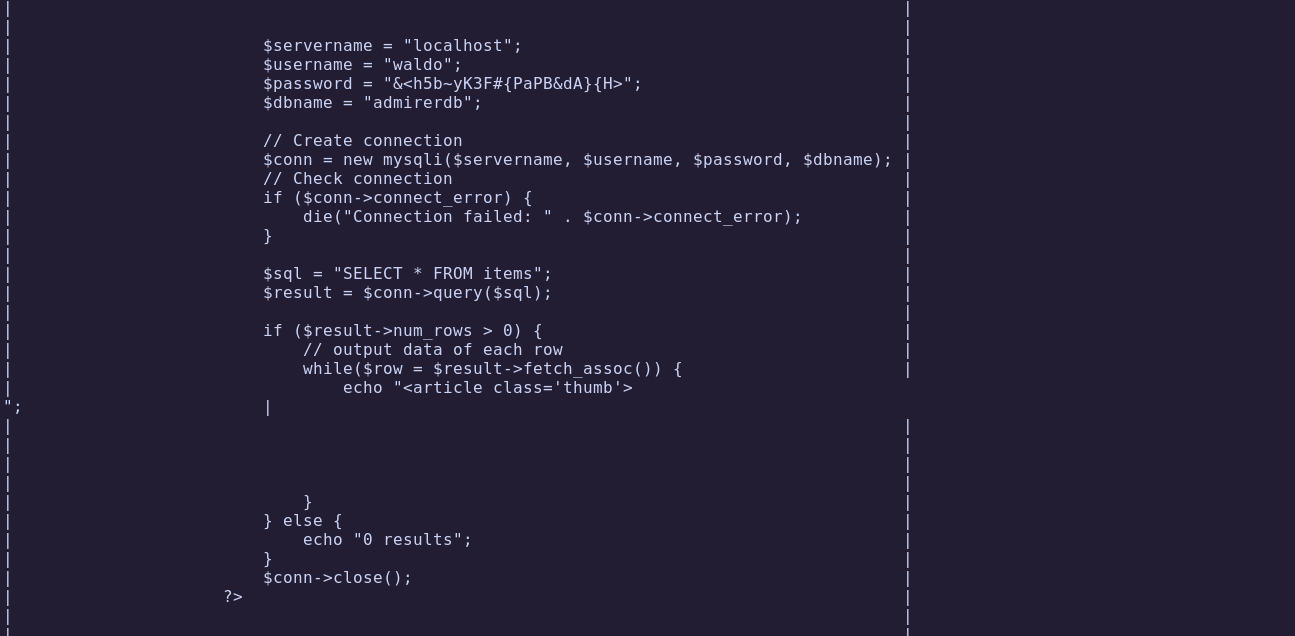 |                                                                                         |
|                                                                                         |
|                         $servername = "localhost";                                      |
|                         $username = "waldo";                                            |
|                         $password = "&<h5b~yK3F#{PaPB&dA}{H>";                          |
|                         $dbname = "admirerdb";                                          |
|                                                                                         |
|                         // Create connection                                            |
|                         $conn = new mysqli($servername, $username, $password, $dbname); |
|                         // Check connection                                             |
|                         if ($conn->connect_error) {                                     |
|                             die("Connection failed: " . $conn->connect_error);          |
|                         }                                                               |
|                                                                                         |
|                         $sql = "SELECT * FROM items";                                   |
|                         $result = $conn->query($sql);                                   |
|                                                                                         |
|                         if ($result->num_rows > 0) {                                    |
|                             // output data of each row                                  |
|                             while($row = $result->fetch_assoc()) {                      |
|                                 echo "<article class='thumb'>
";                        |
|                                                                                         |
|                                                                                         |
|                                                                                         |
|                                                                                         |
|                             }                                                           |
|                         } else {                                                        |
|                             echo "0 results";                                           |
|                         }                                                               |
|                         $conn->close();                                                 |
|                     ?>                                                                  |
|                                                                                         |
|                                                                                         |